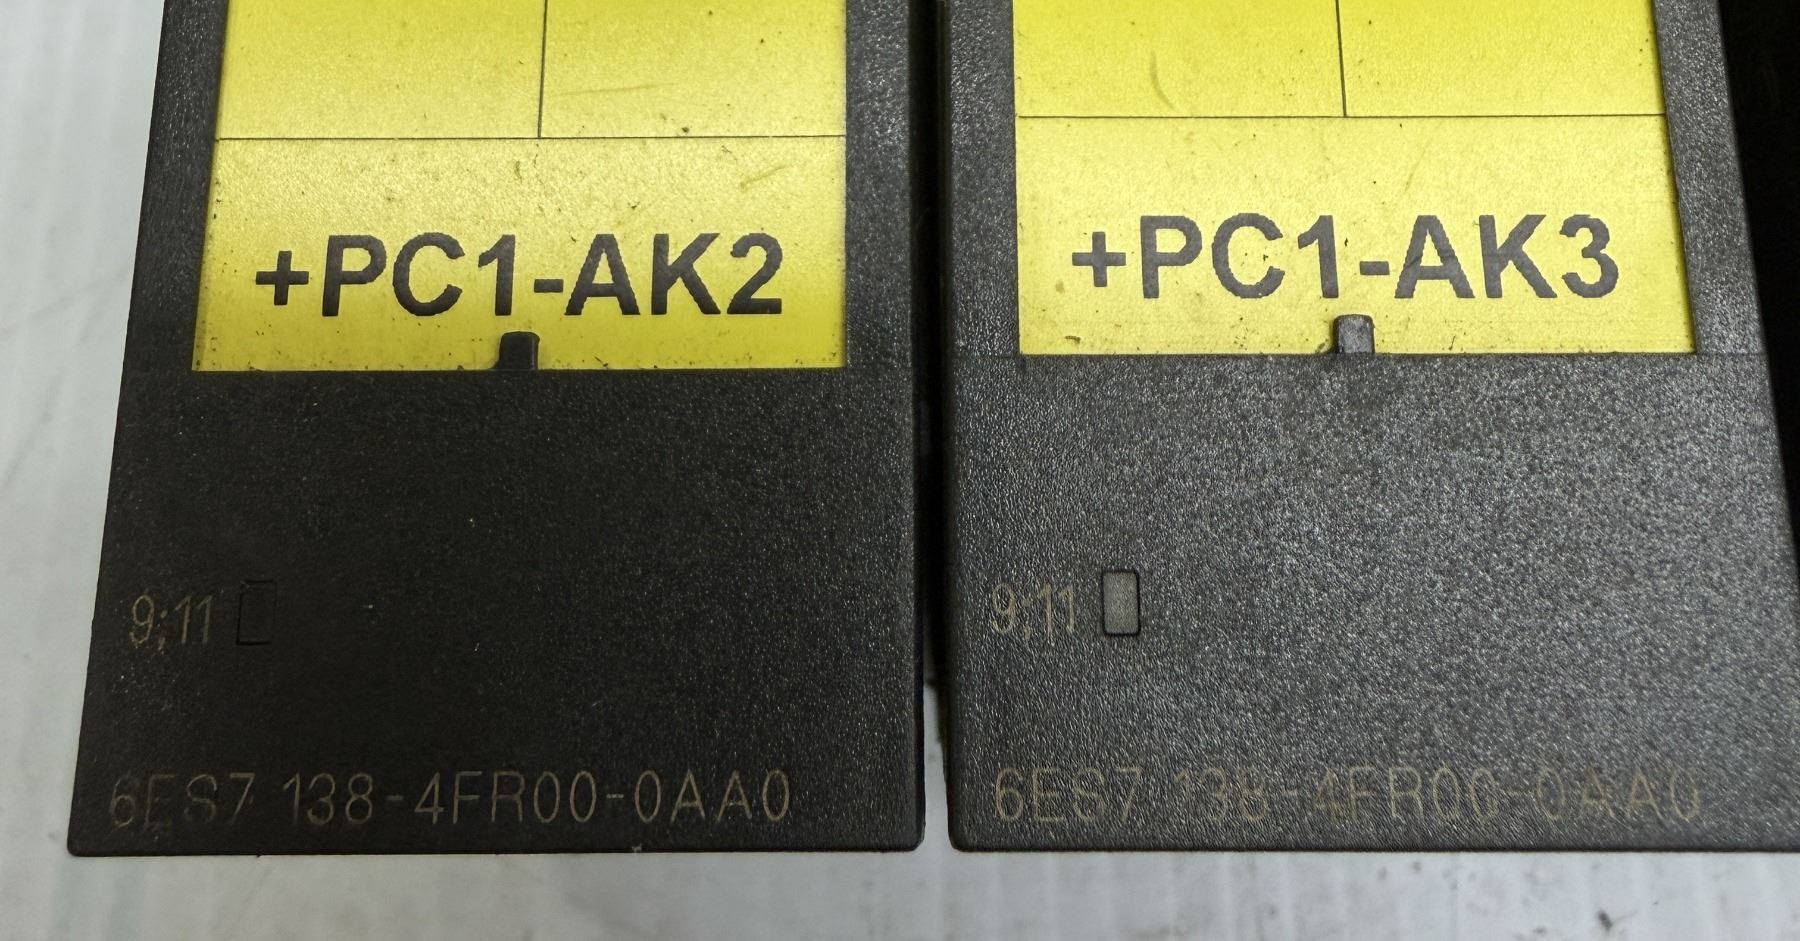 +PC1-AK2
9;11
6ES7 138-4FR00-0AA0
+PC1-AK3
9;11
6ES7 138-4FR00-0AA0